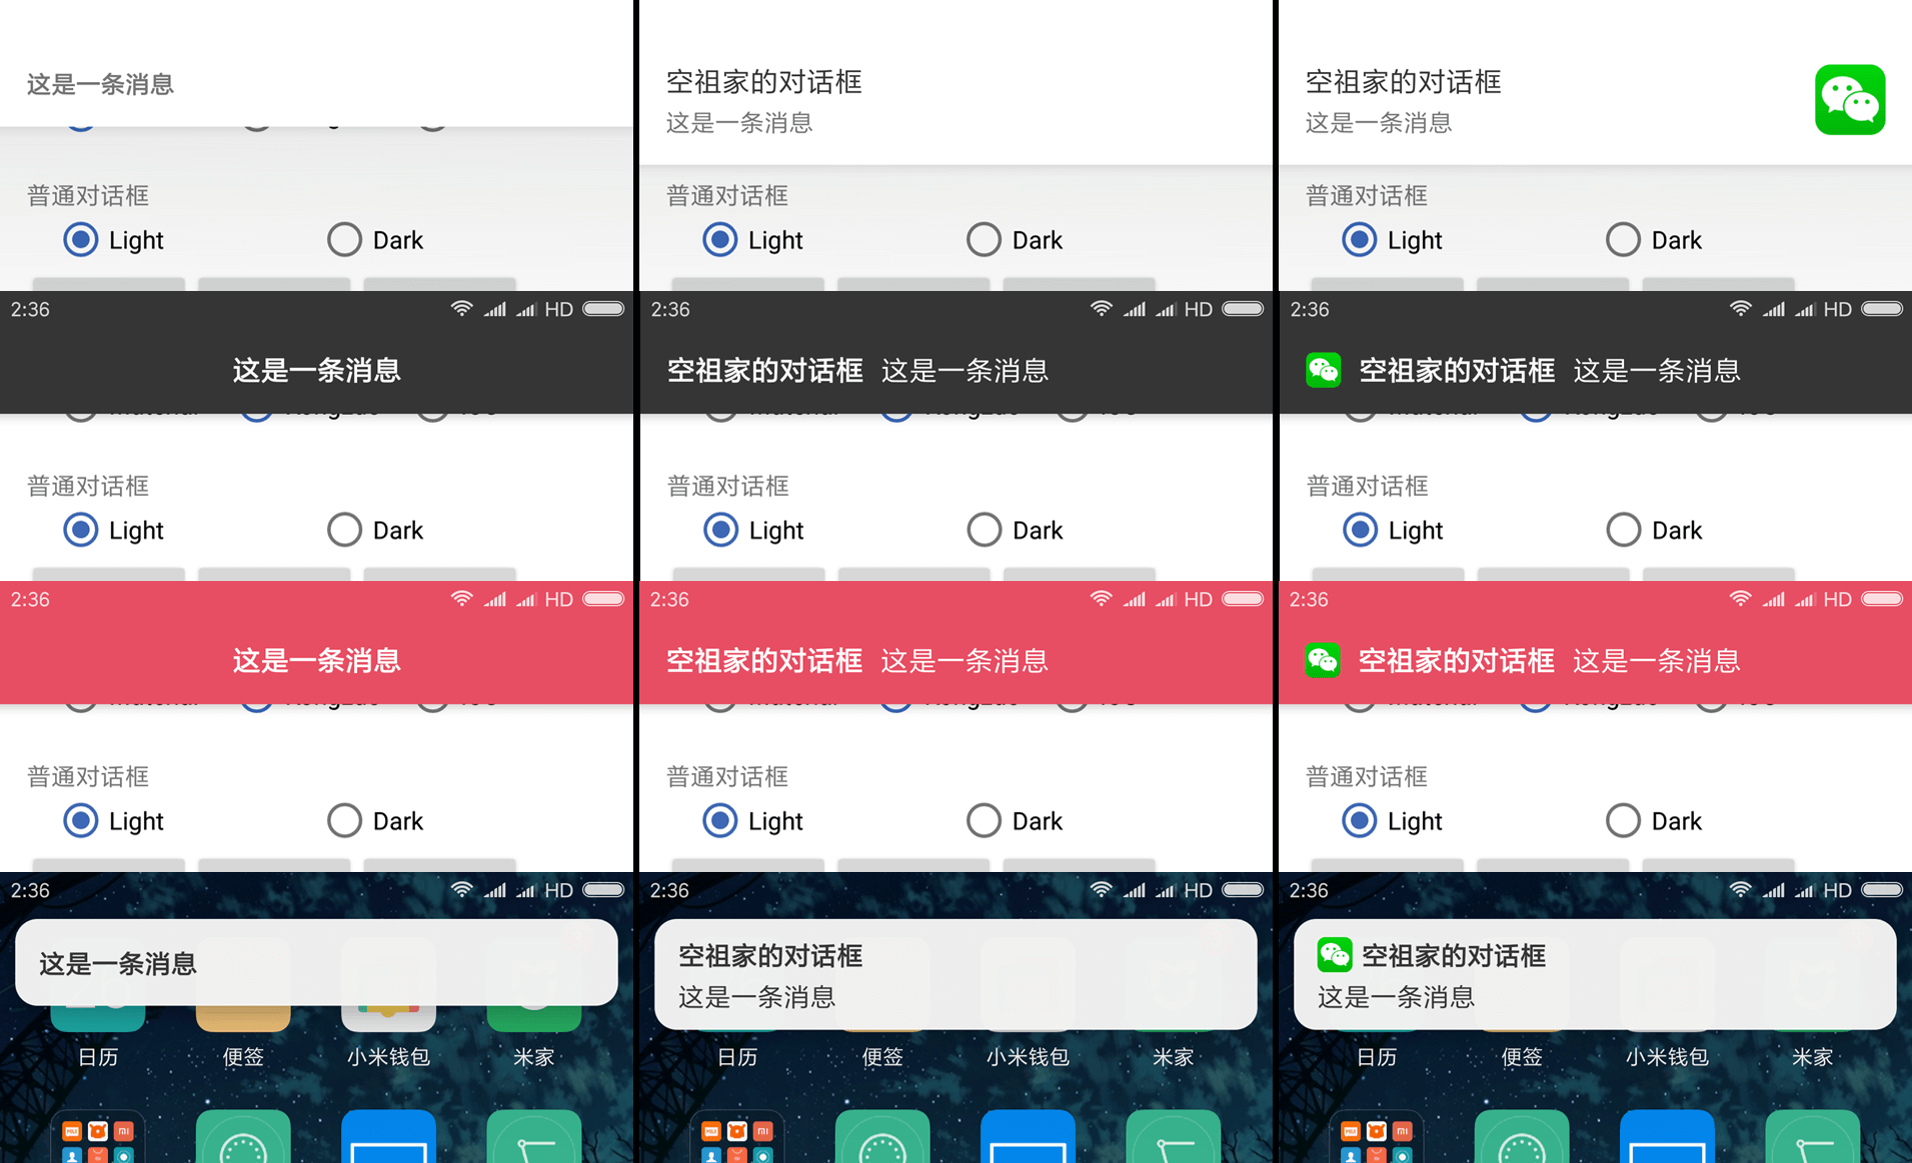 这是一条消息
普通对话框
Light Dark
空祖家的对话框
这是一条消息
普通对话框
Light Dark
空祖家的对话框
这是一条消息
普通对话框
Light Dark
2:36 HD
这是一条消息
普通对话框
Light Dark
2:36 HD
空祖家的对话框 这是一条消息
普通对话框
Light Dark
2:36 HD
空祖家的对话框 这是一条消息
普通对话框
Light Dark
2:36 HD
这是一条消息
普通对话框
Light Dark
2:36 HD
空祖家的对话框 这是一条消息
普通对话框
Light Dark
2:36 HD
空祖家的对话框 这是一条消息
普通对话框
Light Dark
2:36 HD
这是一条消息
日历 便签 小米钱包 米家
2:36 HD
空祖家的对话框
这是一条消息
日历 便签 小米钱包 米家
2:36 HD
空祖家的对话框
这是一条消息
日历 便签 小米钱包 米家